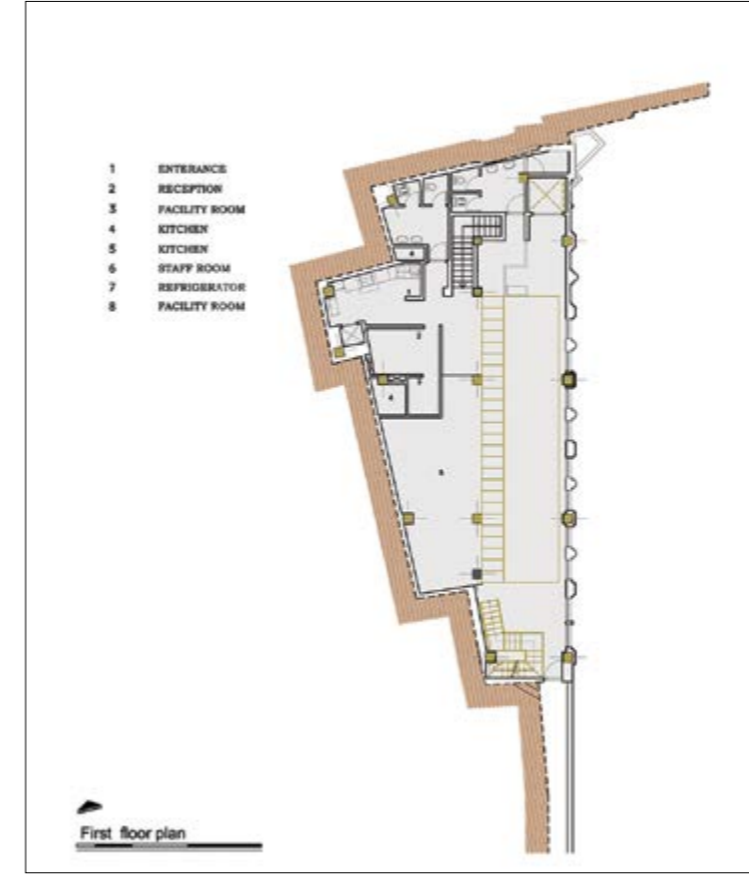 1 ENTERANCE
2 RECEPTION
3 FACILITY ROOM
4 KITCHEN
5 KITCHEN
6 STAFF ROOM
7 REFRIGERATOR
8 FACILITY ROOM
First floor plan